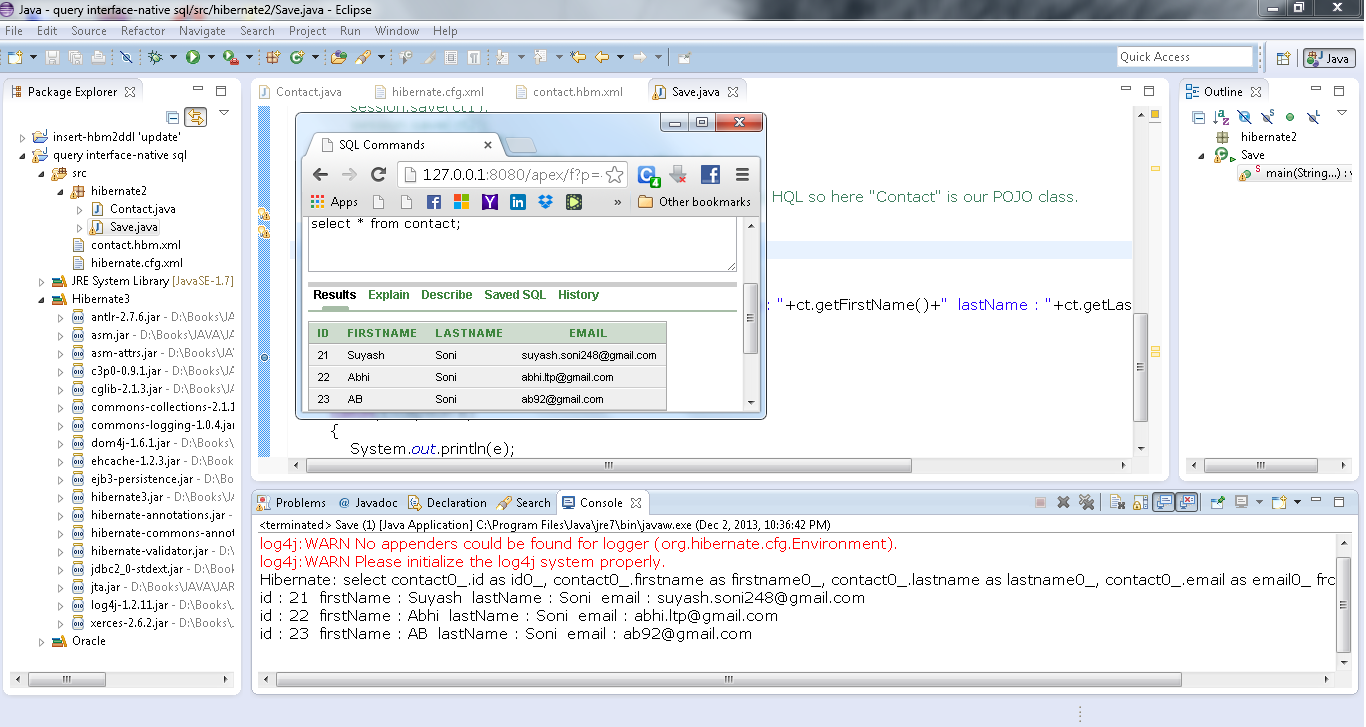 Java - query interface-native sql/src/hibernate2/Save.java - Eclipse
File Edit Source Refactor Navigate Search Project Run Window Help
Quick Access
Java
Package Explorer
insert-hbm2ddl 'update'
query interface-native sql
src
hibernate2
Contact.java
Save.java
contact.hbm.xml
hibernate.cfg.xml
JRE System Library [JavaSE-1.7]
Hibernate3
antlr-2.7.6.jar - D:\Books\JA
asm.jar - D:\Books\JAVA\JA
asm-attrs.jar - D:\Books\JA
c3p0-0.9.1.jar - D:\Books\JA
cglib-2.1.3.jar - D:\Books\JA
commons-collections-2.1.1
commons-logging-1.0.4.jar
dom4j-1.6.1.jar - D:\Books\
ehcache-1.2.3.jar - D:\Book
ejb3-persistence.jar - D:\Bo
hibernate3.jar - D:\Books\
hibernate-annotations.jar -
hibernate-commons-annot
hibernate-validator.jar - D:\
jdbc2_0-stdext.jar - D:\Boo
jta.jar - D:\Books\JAVA\JAR
log4j-1.2.11.jar - D:\Books\
xerces-2.6.2.jar - D:\Books\
Oracle
Contact.java hibernate.cfg.xml contact.hbm.xml Save.java
session.save(ct1);
HQL so here "Contact" is our POJO class.
: "+ct.getFirstName()+" lastName : "+ct.getLas
{
System.out.println(e);
SQL Commands
127.0.0.1:8080/apex/f?p=
4
Apps » Other bookmarks
select * from contact;
Results Explain Describe Saved SQL History
ID FIRSTNAME LASTNAME EMAIL
21 Suyash Soni suyash.soni248@gmail.com
22 Abhi Soni abhi.ltp@gmail.com
23 AB Soni ab92@gmail.com
Outline
hibernate2
Save
main(String...) : v
Problems @ Javadoc Declaration Search Console
<terminated> Save (1) [Java Application] C:\Program Files\Java\jre7\bin\javaw.exe (Dec 2, 2013, 10:36:42 PM)
log4j:WARN No appenders could be found for logger (org.hibernate.cfg.Environment).
log4j:WARN Please initialize the log4j system properly.
Hibernate: select contact0_.id as id0_, contact0_.firstname as firstname0_, contact0_.lastname as lastname0_, contact0_.email as email0_ frc
id : 21 firstName : Suyash lastName : Soni email : suyash.soni248@gmail.com
id : 22 firstName : Abhi lastName : Soni email : abhi.ltp@gmail.com
id : 23 firstName : AB lastName : Soni email : ab92@gmail.com